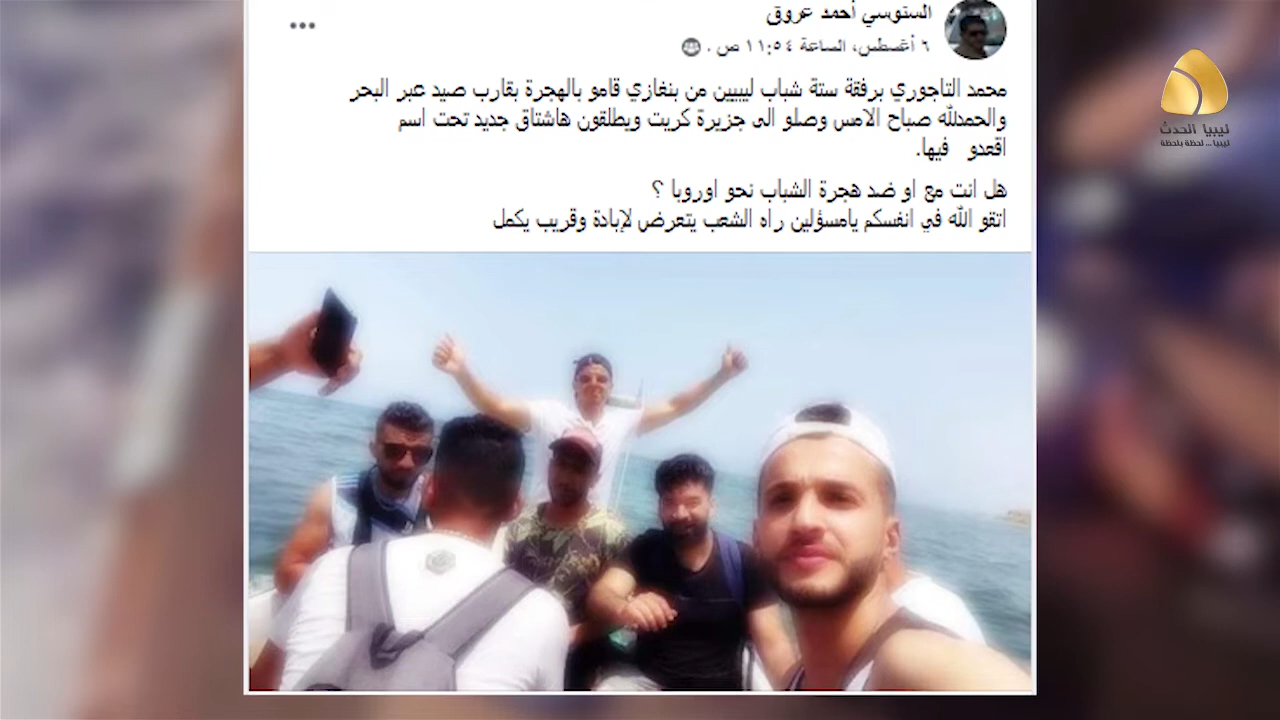 السنوسي أحمد عروق
٦ أغسطس، الساعة ١١:٥٤ ص .
محمد التاجوري برفقة ستة شباب ليبيين من بنغازي قامو بالهجرة بقارب صيد عبر البحر
والحمدلله صباح الامس وصلو الى جزيرة كريت ويطلقون هاشتاق جديد تحت اسم
اقعدو فيها.
هل انت مع او ضد هجرة الشباب نحو اوروبا ؟
اتقو الله في انفسكم يامسؤلين راه الشعب يتعرض لإبادة وقريب يكمل
ليبيا الحدث
ليبيا... لحظة بلحظة